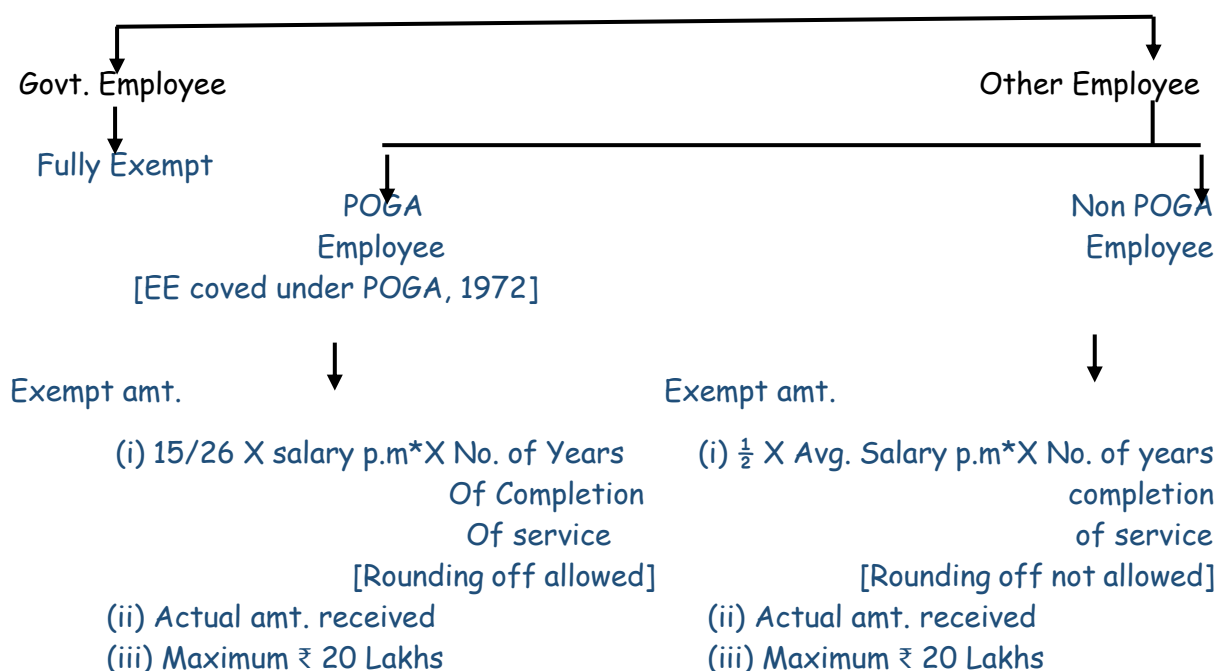 Govt. Employee
Other Employee
Fully Exempt
POGA
Employee
[EE coved under POGA, 1972]
Non POGA
Employee
Exempt amt.
(i) 15/26 X salary p.m*X No. of Years
Of Completion
Of service
[Rounding off allowed]
(ii) Actual amt. received
(iii) Maximum ₹ 20 Lakhs
Exempt amt.
(i) ½ X Avg. Salary p.m*X No. of years
completion
of service
[Rounding off not allowed]
(ii) Actual amt. received
(iii) Maximum ₹ 20 Lakhs